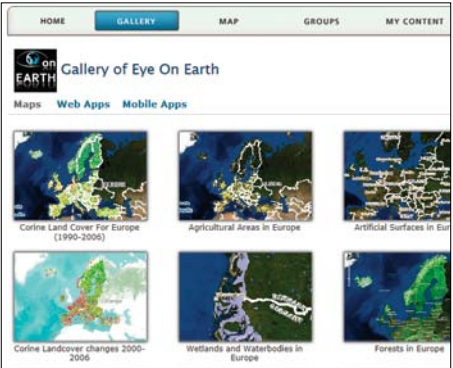 HOME GALLERY MAP GROUPS MY CONTENT
on
EARTH
Gallery of Eye On Earth
Maps Web Apps Mobile Apps
Corine Land Cover For Europe
(1990-2006)
Agricultural Areas in Europe
Artificial Surfaces in Eur
Corine Landcover changes 2000-
2006
Wetlands and Waterbodies in
Europe
Forests in Europe